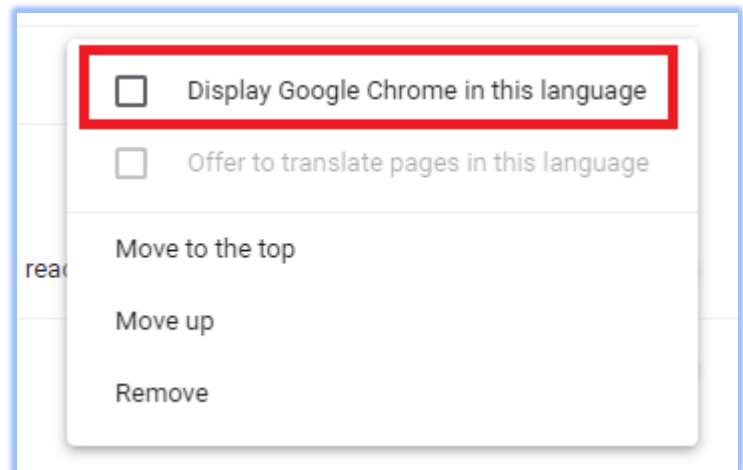 Display Google Chrome in this language
Offer to translate pages in this language
Move to the top
Move up
Remove